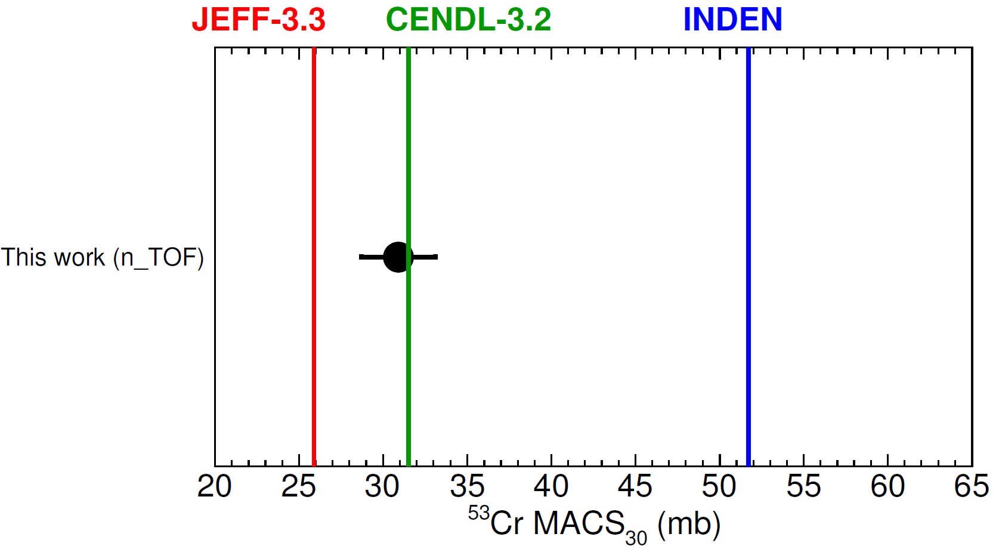 JEFF-3.3 CENDL-3.2 INDEN
This work (n_TOF)
20 25 30 35 40 45 50 55 60 65
⁵³Cr MACS₃₀ (mb)